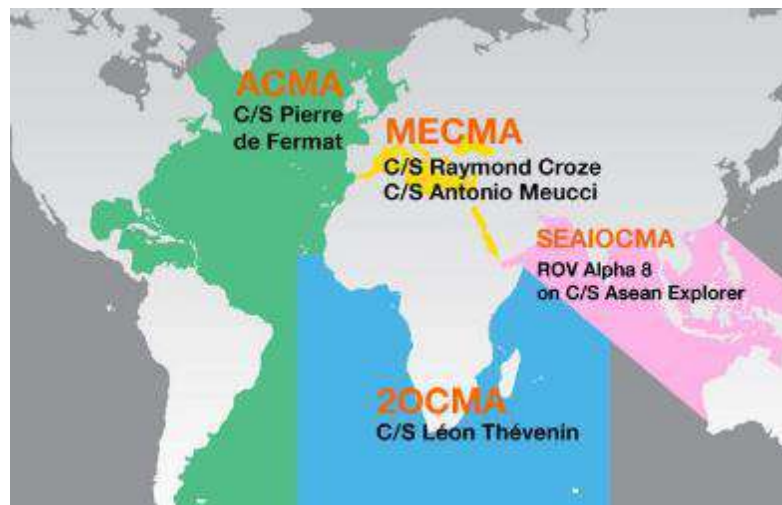 ACMA
C/S Pierre
de Fermat
MECMA
C/S Raymond Croze
C/S Antonio Meucci
SEAIOCMA
ROV Alpha 8
on C/S Asean Explorer
2OCMA
C/S Léon Thévenin